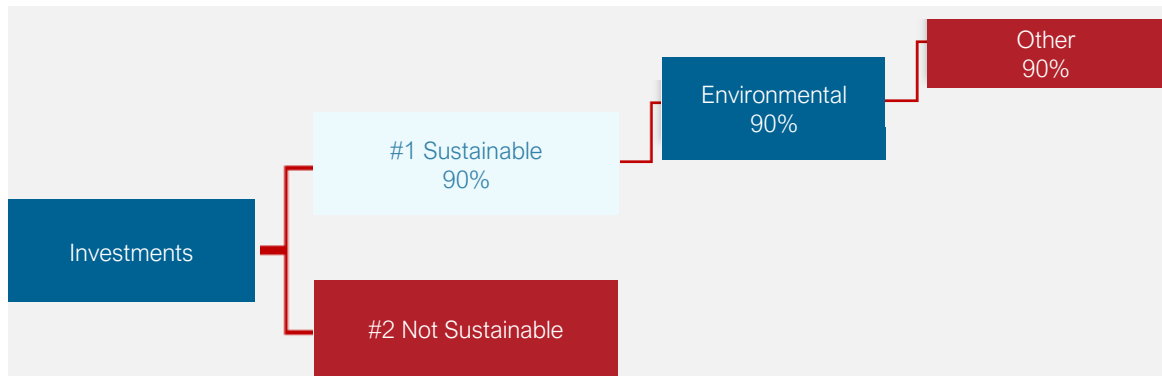 Other
90%
Environmental
90%
#1 Sustainable
90%
Investments
#2 Not Sustainable